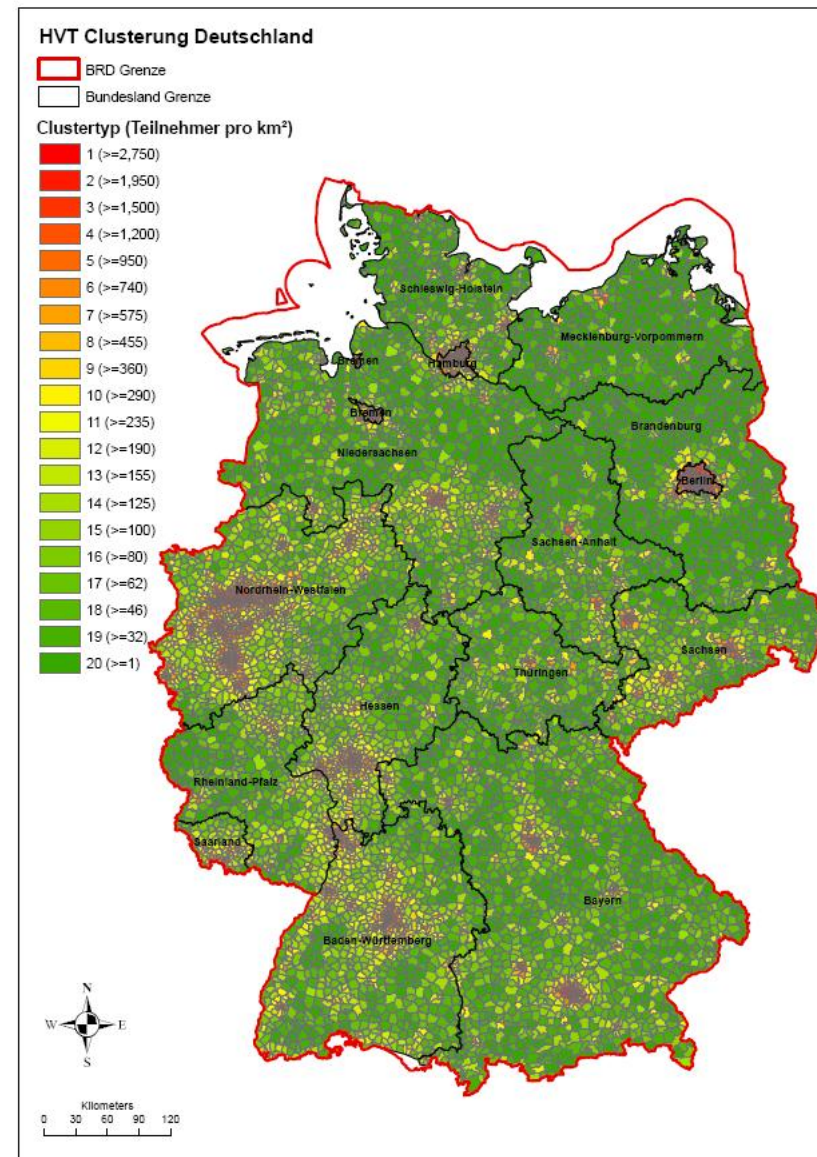 HVT Clusterung Deutschland
BRD Grenze
Bundesland Grenze
Clustertyp (Teilnehmer pro km²)
1 (>=2,750)
2 (>=1,950)
3 (>=1,500)
4 (>=1,200)
5 (>=950)
6 (>=740)
7 (>=575)
8 (>=455)
9 (>=360)
10 (>=290)
11 (>=235)
12 (>=190)
13 (>=155)
14 (>=125)
15 (>=100)
16 (>=80)
17 (>=62)
18 (>=46)
19 (>=32)
20 (>=1)
Schleswig-Holstein
Mecklenburg-Vorpommern
Bremen
Hamburg
Bremen
Brandenburg
Niedersachsen
Berlin
Sachsen-Anhalt
Nordrhein-Westfalen
Sachsen
Thüringen
Hessen
Rheinland-Pfalz
Saarland
Bayern
Baden-Württemberg
N
W E
S
Kilometers
0 30 60 90 120